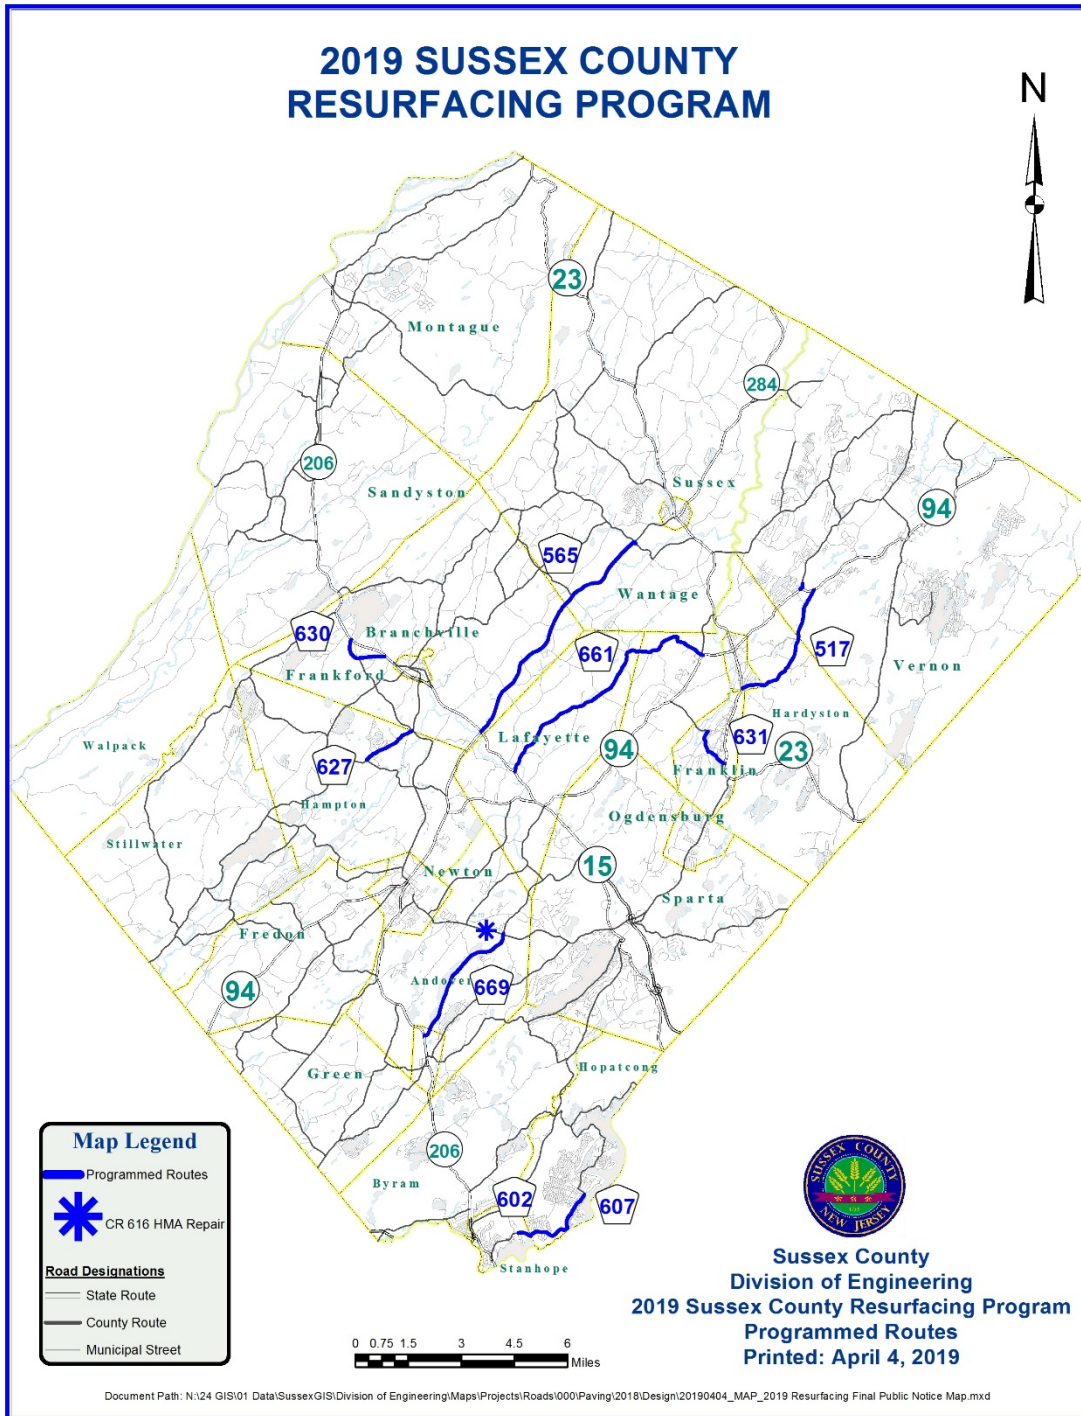 2019 SUSSEX COUNTY
RESURFACING PROGRAM
N
23
Montague
284
206
Sandyston
Sussex
94
565
Wantage
630
Branchville
661
517
Frankford
Vernon
Hardyston
Walpack
Lafayette
94
631
23
627
Franklin
Hampton
Ogdensburg
Stillwater
15
Newton
Sparta
Fredon
Andover
669
94
Green
Hopatcong
206
Byram
602
607
Stanhope
Map Legend
Programmed Routes
CR 616 HMA Repair
Road Designations
State Route
County Route
Municipal Street
0 0.75 1.5 3 4.5 6
Miles
SUSSEX COUNTY
NEW JERSEY
Sussex County
Division of Engineering
2019 Sussex County Resurfacing Program
Programmed Routes
Printed: April 4, 2019
Document Path: N:\24 GIS\01 Data\SussexGIS\Division of Engineering\Maps\Projects\Roads\000\Paving\2018\Design\20190404_MAP_2019 Resurfacing Final Public Notice Map.mxd